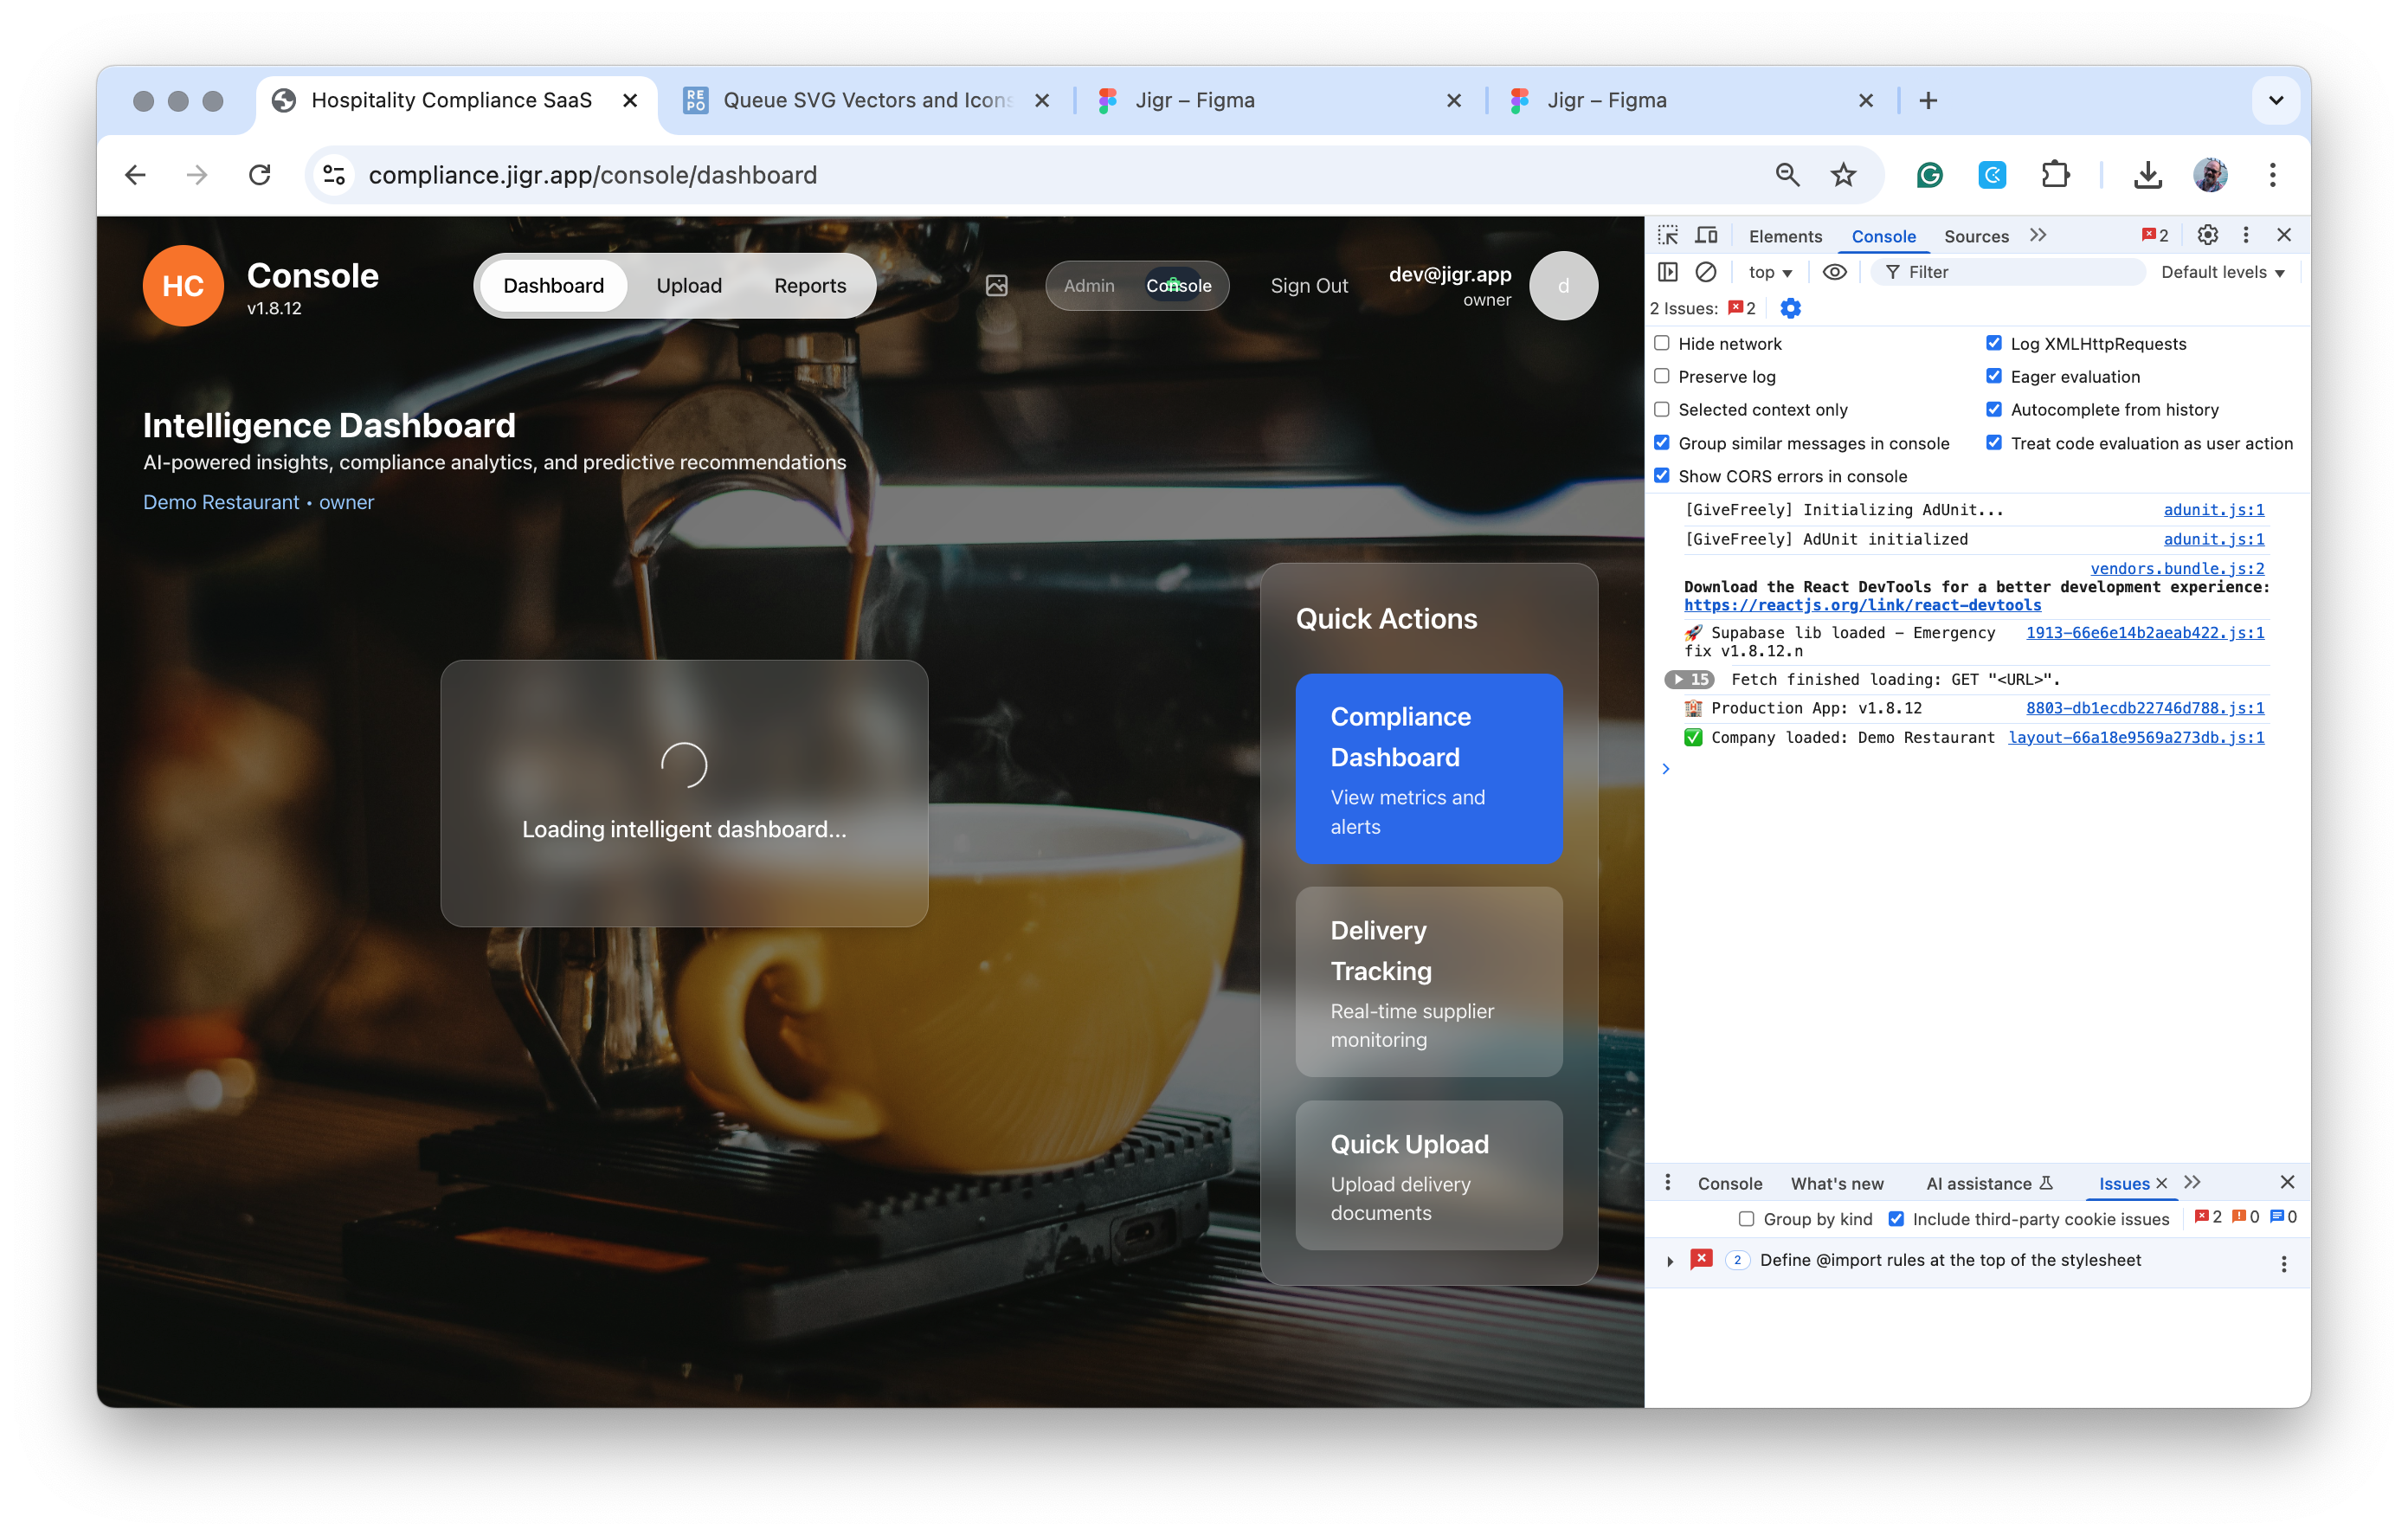 Hospitality Compliance SaaS
REPO
Queue SVG Vectors and Icons
Jigr – Figma
Jigr – Figma
compliance.jigr.app/console/dashboard
HC
Console
v1.8.12
Dashboard
Upload
Reports
Admin
Console
Sign Out
dev@jigr.app
owner
d
Intelligence Dashboard
AI-powered insights, compliance analytics, and predictive recommendations
Demo Restaurant • owner
Loading intelligent dashboard...
Quick Actions
Compliance
Dashboard
View metrics and
alerts
Delivery
Tracking
Real-time supplier
monitoring
Quick Upload
Upload delivery
documents
Elements
Console
Sources
2
top
Filter
Default levels
2 Issues: 2
Hide network
Log XMLHttpRequests
Preserve log
Eager evaluation
Selected context only
Autocomplete from history
Group similar messages in console
Treat code evaluation as user action
Show CORS errors in console
[GiveFreely] Initializing AdUnit... adunit.js:1
[GiveFreely] AdUnit initialized adunit.js:1
vendors.bundle.js:2
Download the React DevTools for a better development experience:
https://reactjs.org/link/react-devtools
🚀 Supabase lib loaded – Emergency 1913-66e6e14b2aeab422.js:1
fix v1.8.12.n
15 Fetch finished loading: GET "<URL>".
🏨 Production App: v1.8.12 8803-db1ecdb22746d788.js:1
✅ Company loaded: Demo Restaurant layout-66a18e9569a273db.js:1
Console
What's new
AI assistance
Issues
Group by kind
Include third-party cookie issues
2 0 0
2 Define @import rules at the top of the stylesheet